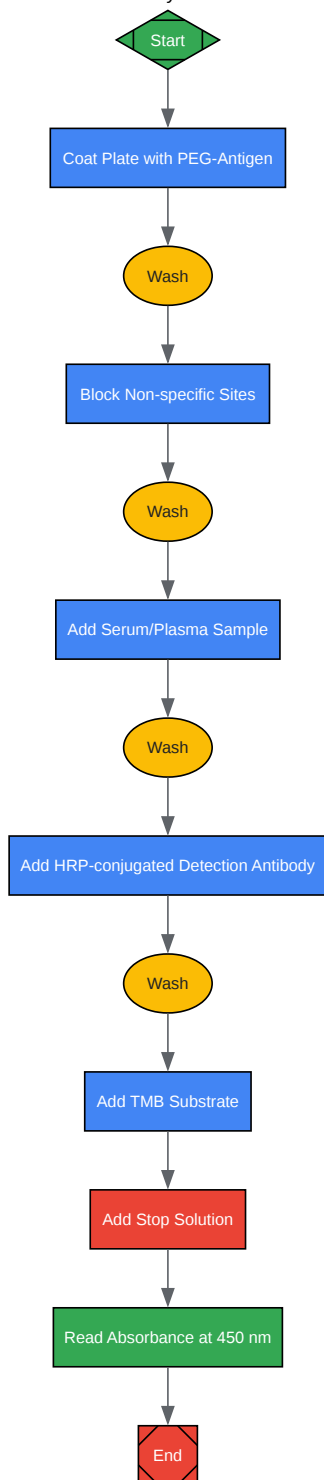 Start
Coat Plate with PEG-Antigen
Wash
Block Non-specific Sites
Wash
Add Serum/Plasma Sample
Wash
Add HRP-conjugated Detection Antibody
Wash
Add TMB Substrate
Add Stop Solution
Read Absorbance at 450 nm
End